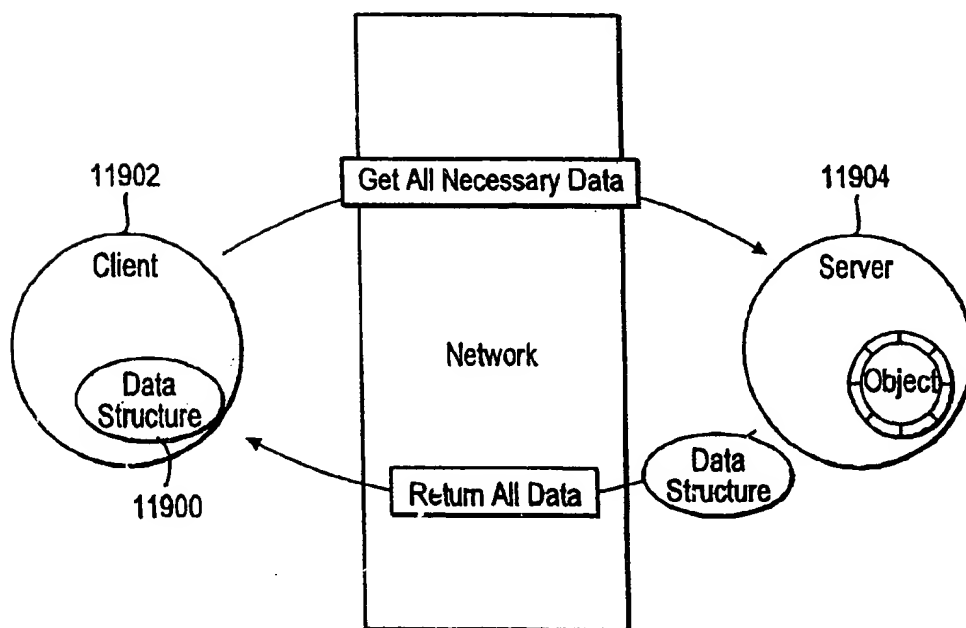 11902
Get All Necessary Data
11904
Client
Server
Network
Object
Data
Structure
Data
Structure
Return All Data
11900